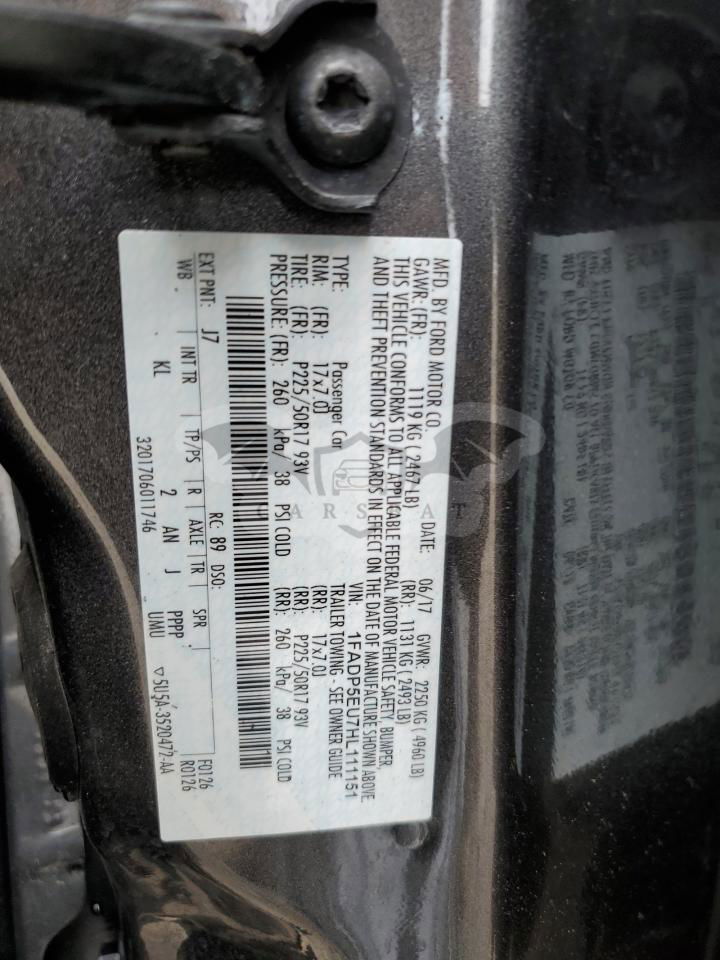 MFD. BY FORD MOTOR CO.
DATE: 06/17 GVWR: 2250 KG ( 4960 LB)
GAWR: (FR): 1119 KG ( 2467 LB) (RR): 1131 KG ( 2493 LB)
THIS VEHICLE CONFORMS TO ALL APPLICABLE FEDERAL MOTOR VEHICLE SAFETY, BUMPER,
AND THEFT PREVENTION STANDARDS IN EFFECT ON THE DATE OF MANUFACTURE SHOWN ABOVE.
VIN: 1FADP5EU7HL111151
TYPE: Passenger Car TRAILER TOWING - SEE OWNER GUIDE
RIM: (FR): 17x7.0J (RR): 17x7.0J
TIRE: (FR): P225/50R17 93V (RR): P225/50R17 93V
PRESSURE: (FR): 260 kPa/ 38 PSI COLD (RR): 260 kPa/ 38 PSI COLD
EXT PNT: J7 RC: 89 DSO: F0126
WB INT TR TP/PS R AXLE TR SPR R0126
KL 2 AN J PPPP
UMU
3201706011746 ▽5U5A-3520472-AA
CARSBAT